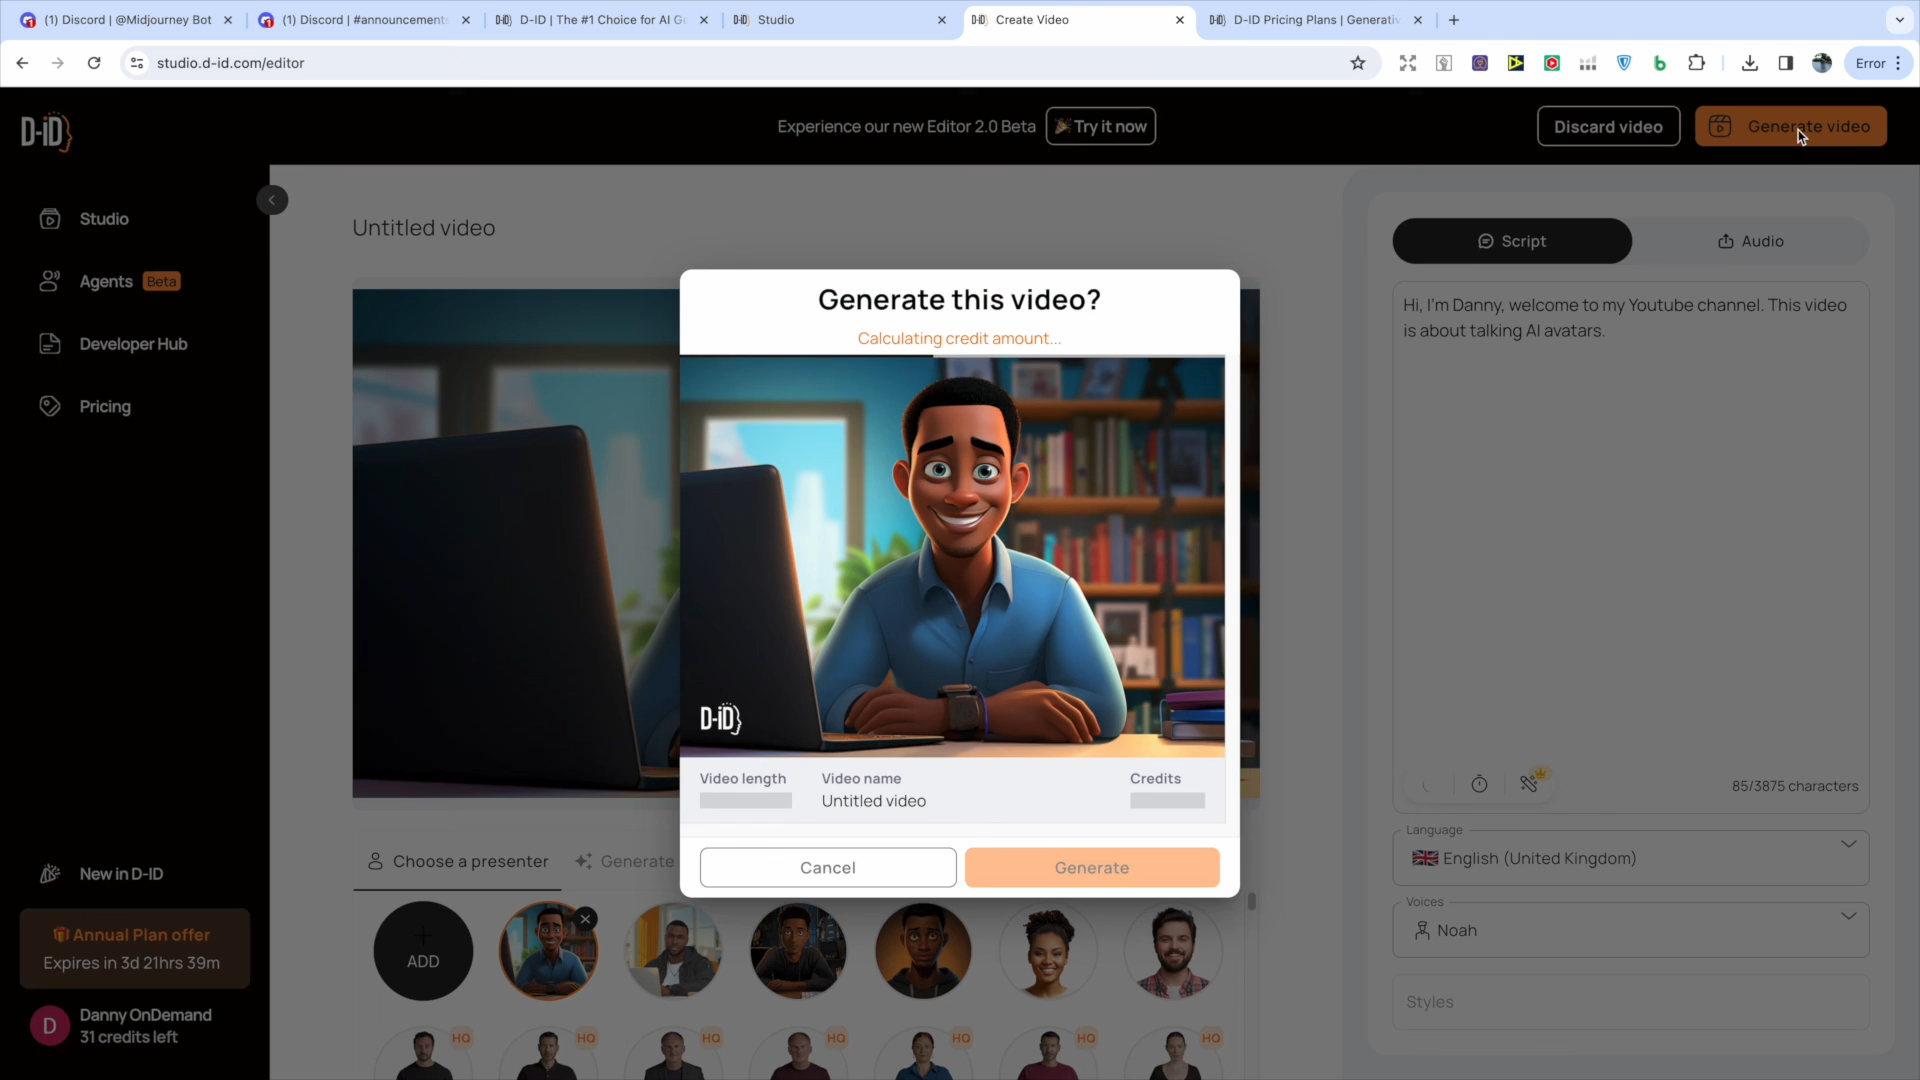 (1) Discord | @Midjourney Bot
(1) Discord | #announcements
D-ID | The #1 Choice for AI Ge
Studio
Create Video
D-ID Pricing Plans | Generativ
studio.d-id.com/editor
Error
D-iD
Experience our new Editor 2.0 Beta
Try it now
Discard video
Generate video
Studio
Agents Beta
Developer Hub
Pricing
Untitled video
Script
Audio
Hi, I'm Danny, welcome to my Youtube channel. This video
is about talking AI avatars.
Generate this video?
Calculating credit amount...
D-iD
Video length
Video name
Credits
Untitled video
Cancel
Generate
85/3875 characters
Language
English (United Kingdom)
Voices
Noah
Styles
Choose a presenter
Generate
ADD
HQ
HQ
HQ
HQ
HQ
HQ
HQ
New in D-ID
Annual Plan offer
Expires in 3d 21hrs 39m
D
Danny OnDemand
31 credits left